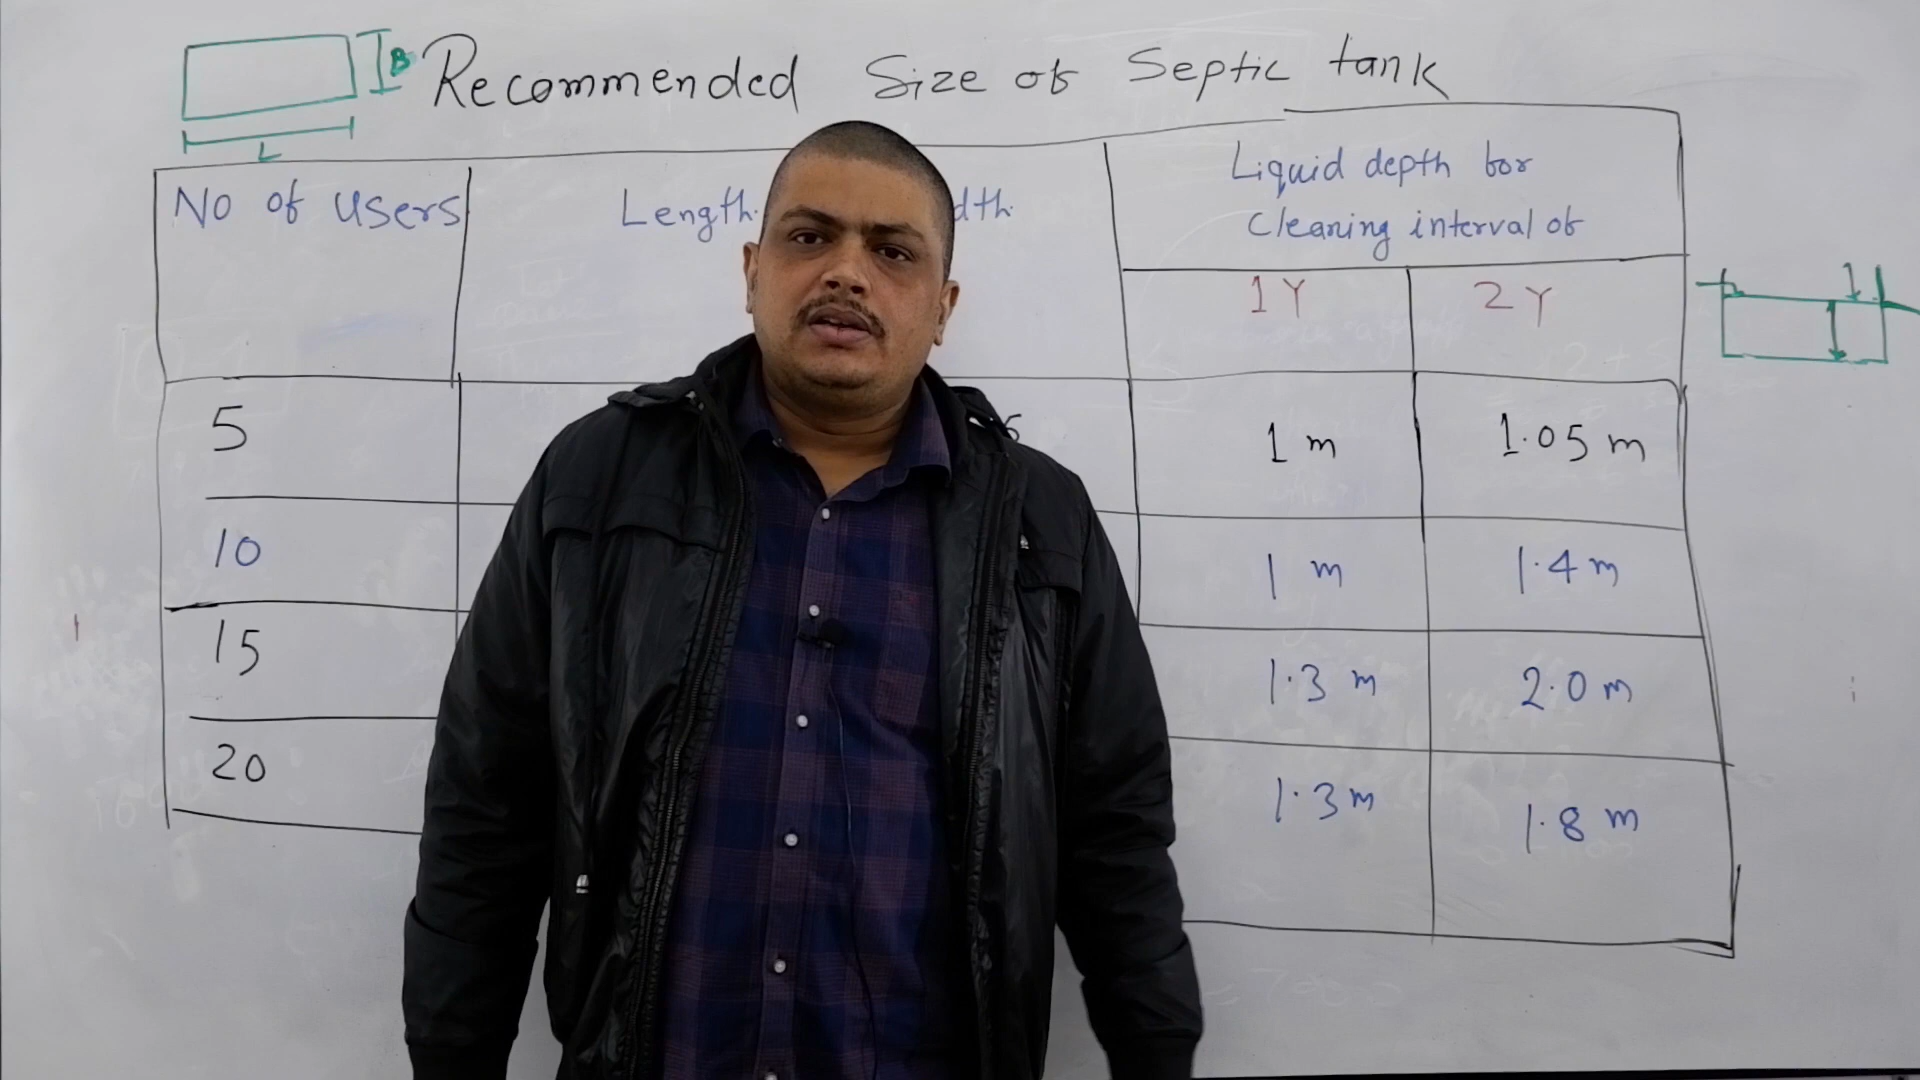 B
Recommended Size of Septic tank
L
No of users
Length
dth
Liquid depth for
Cleaning interval of
1Y
2Y
5
1 m
1.05 m
10
1 m
1.4 m
15
1.3 m
2.0 m
20
1.3 m
1.8 m